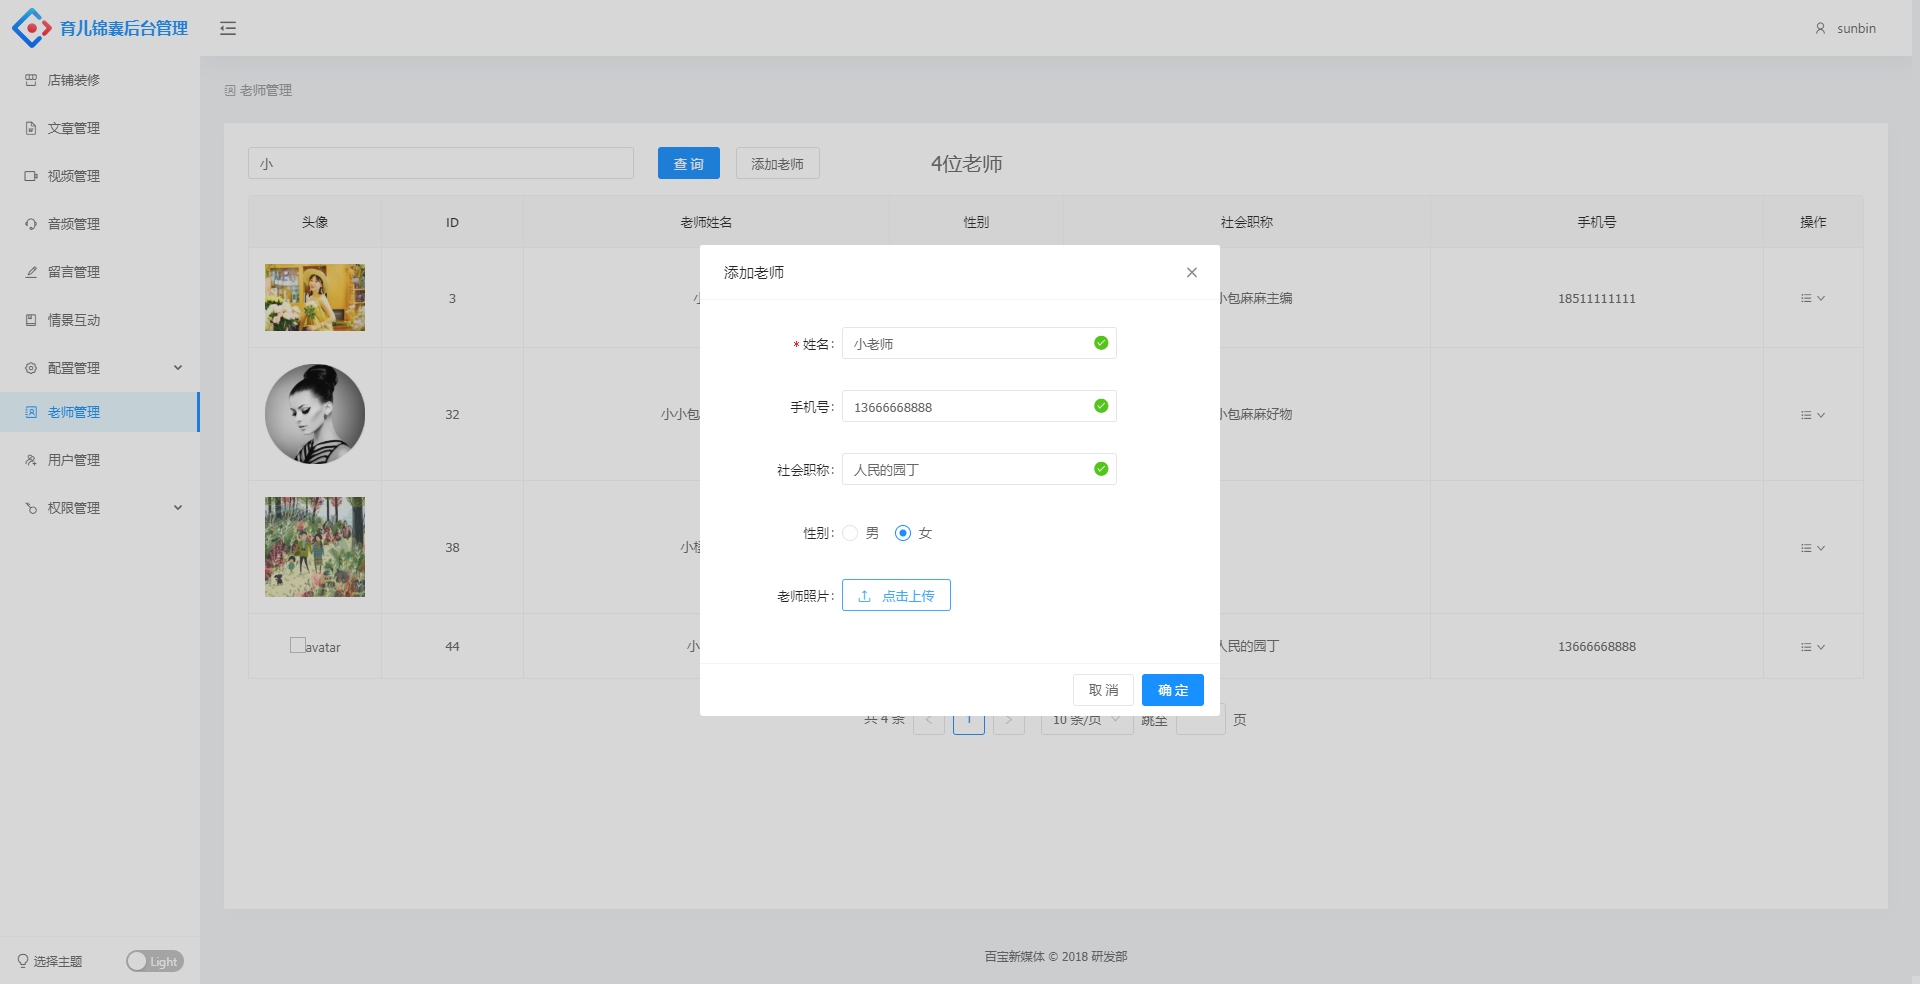 育儿锦囊后台管理
sunbin
店铺装修
文章管理
视频管理
音频管理
留言管理
情景互动
配置管理
老师管理
用户管理
权限管理
选择主题
Light
老师管理
小
查 询
添加老师
4位老师
头像 ID 老师姓名 性别 社会职称 手机号 操作
3 小包麻麻主编 18511111111
32 小小包 小包麻麻好物
38
avatar 44 小 人民的园丁 13666668888
共 4 条
1
10 条/页
跳至
页
添加老师
* 姓名: 小老师
手机号: 13666668888
社会职称: 人民的园丁
性别: 男 女
老师照片: 点击上传
取 消
确 定
百宝新媒体 © 2018 研发部